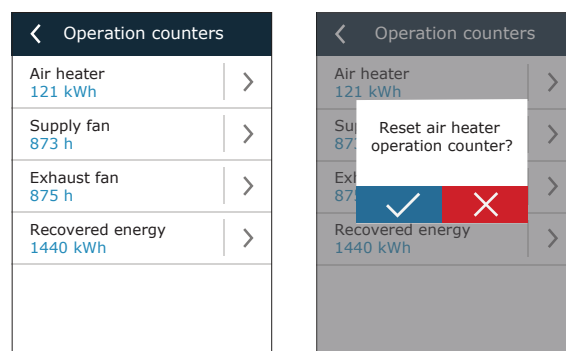 Operation counters
Air heater
121 kWh
Supply fan
873 h
Exhaust fan
875 h
Recovered energy
1440 kWh
Operation counters
Air heater
121 kWh
Reset air heater
operation counter?
Recovered energy
1440 kWh